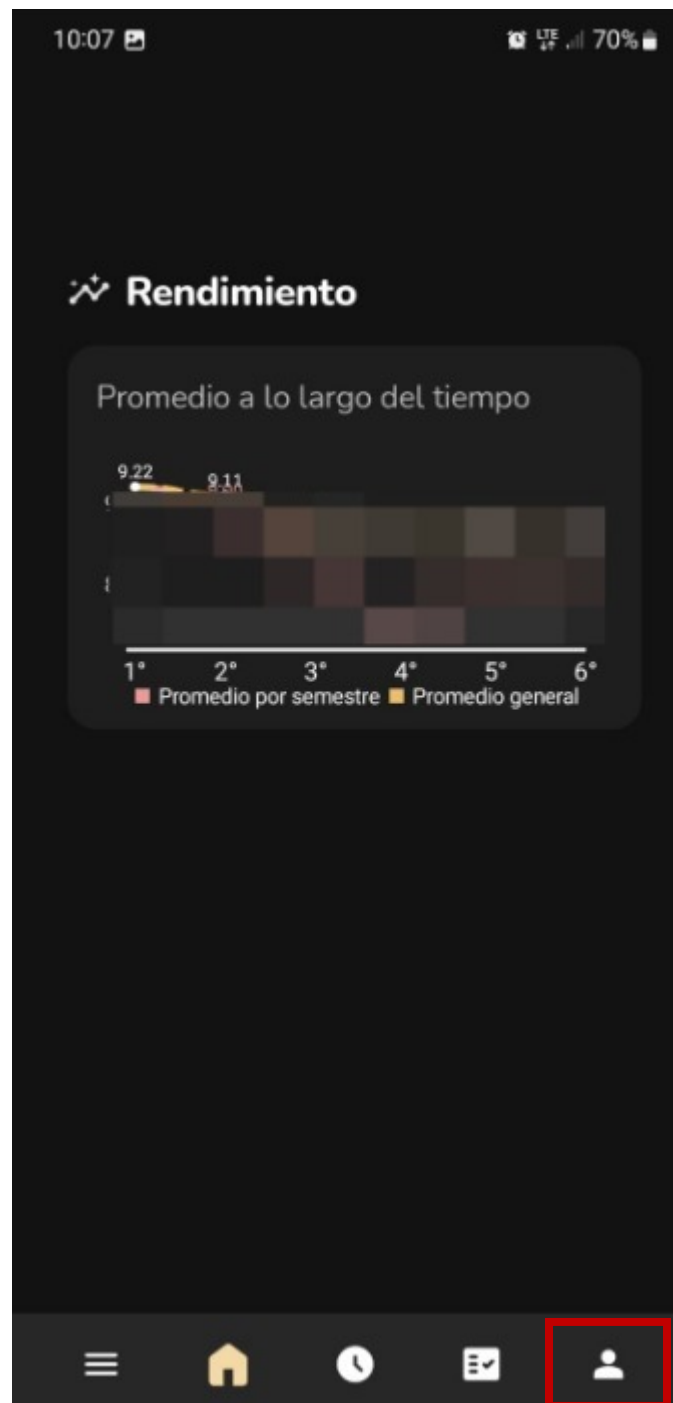 10:07 LTE 70%
Rendimiento
Promedio a lo largo del tiempo
9.22 9.11
1° 2° 3° 4° 5° 6°
Promedio por semestre Promedio general